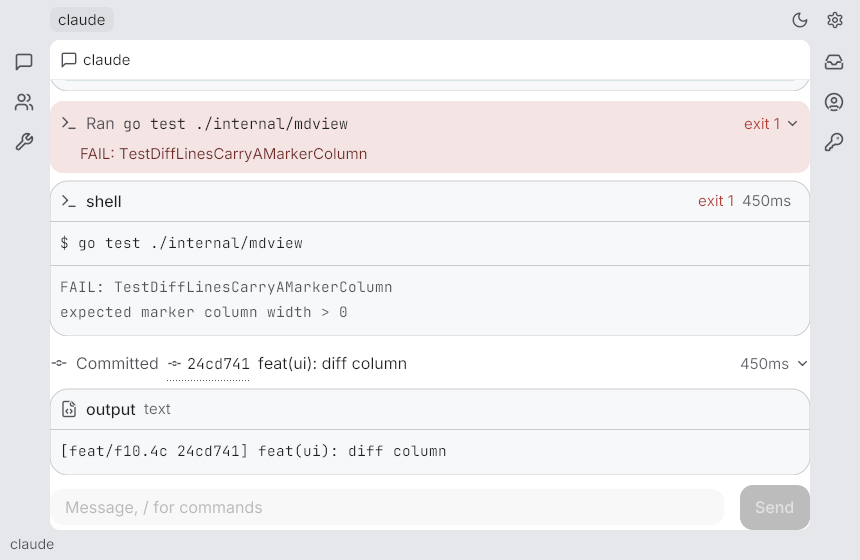 claude
claude
Ran go test ./internal/mdview
exit 1
FAIL: TestDiffLinesCarryAMarkerColumn
shell
exit 1 450ms
$ go test ./internal/mdview
FAIL: TestDiffLinesCarryAMarkerColumn
expected marker column width > 0
Committed 24cd741 feat(ui): diff column
450ms
output text
[feat/f10.4c 24cd741] feat(ui): diff column
Message, / for commands
Send
claude